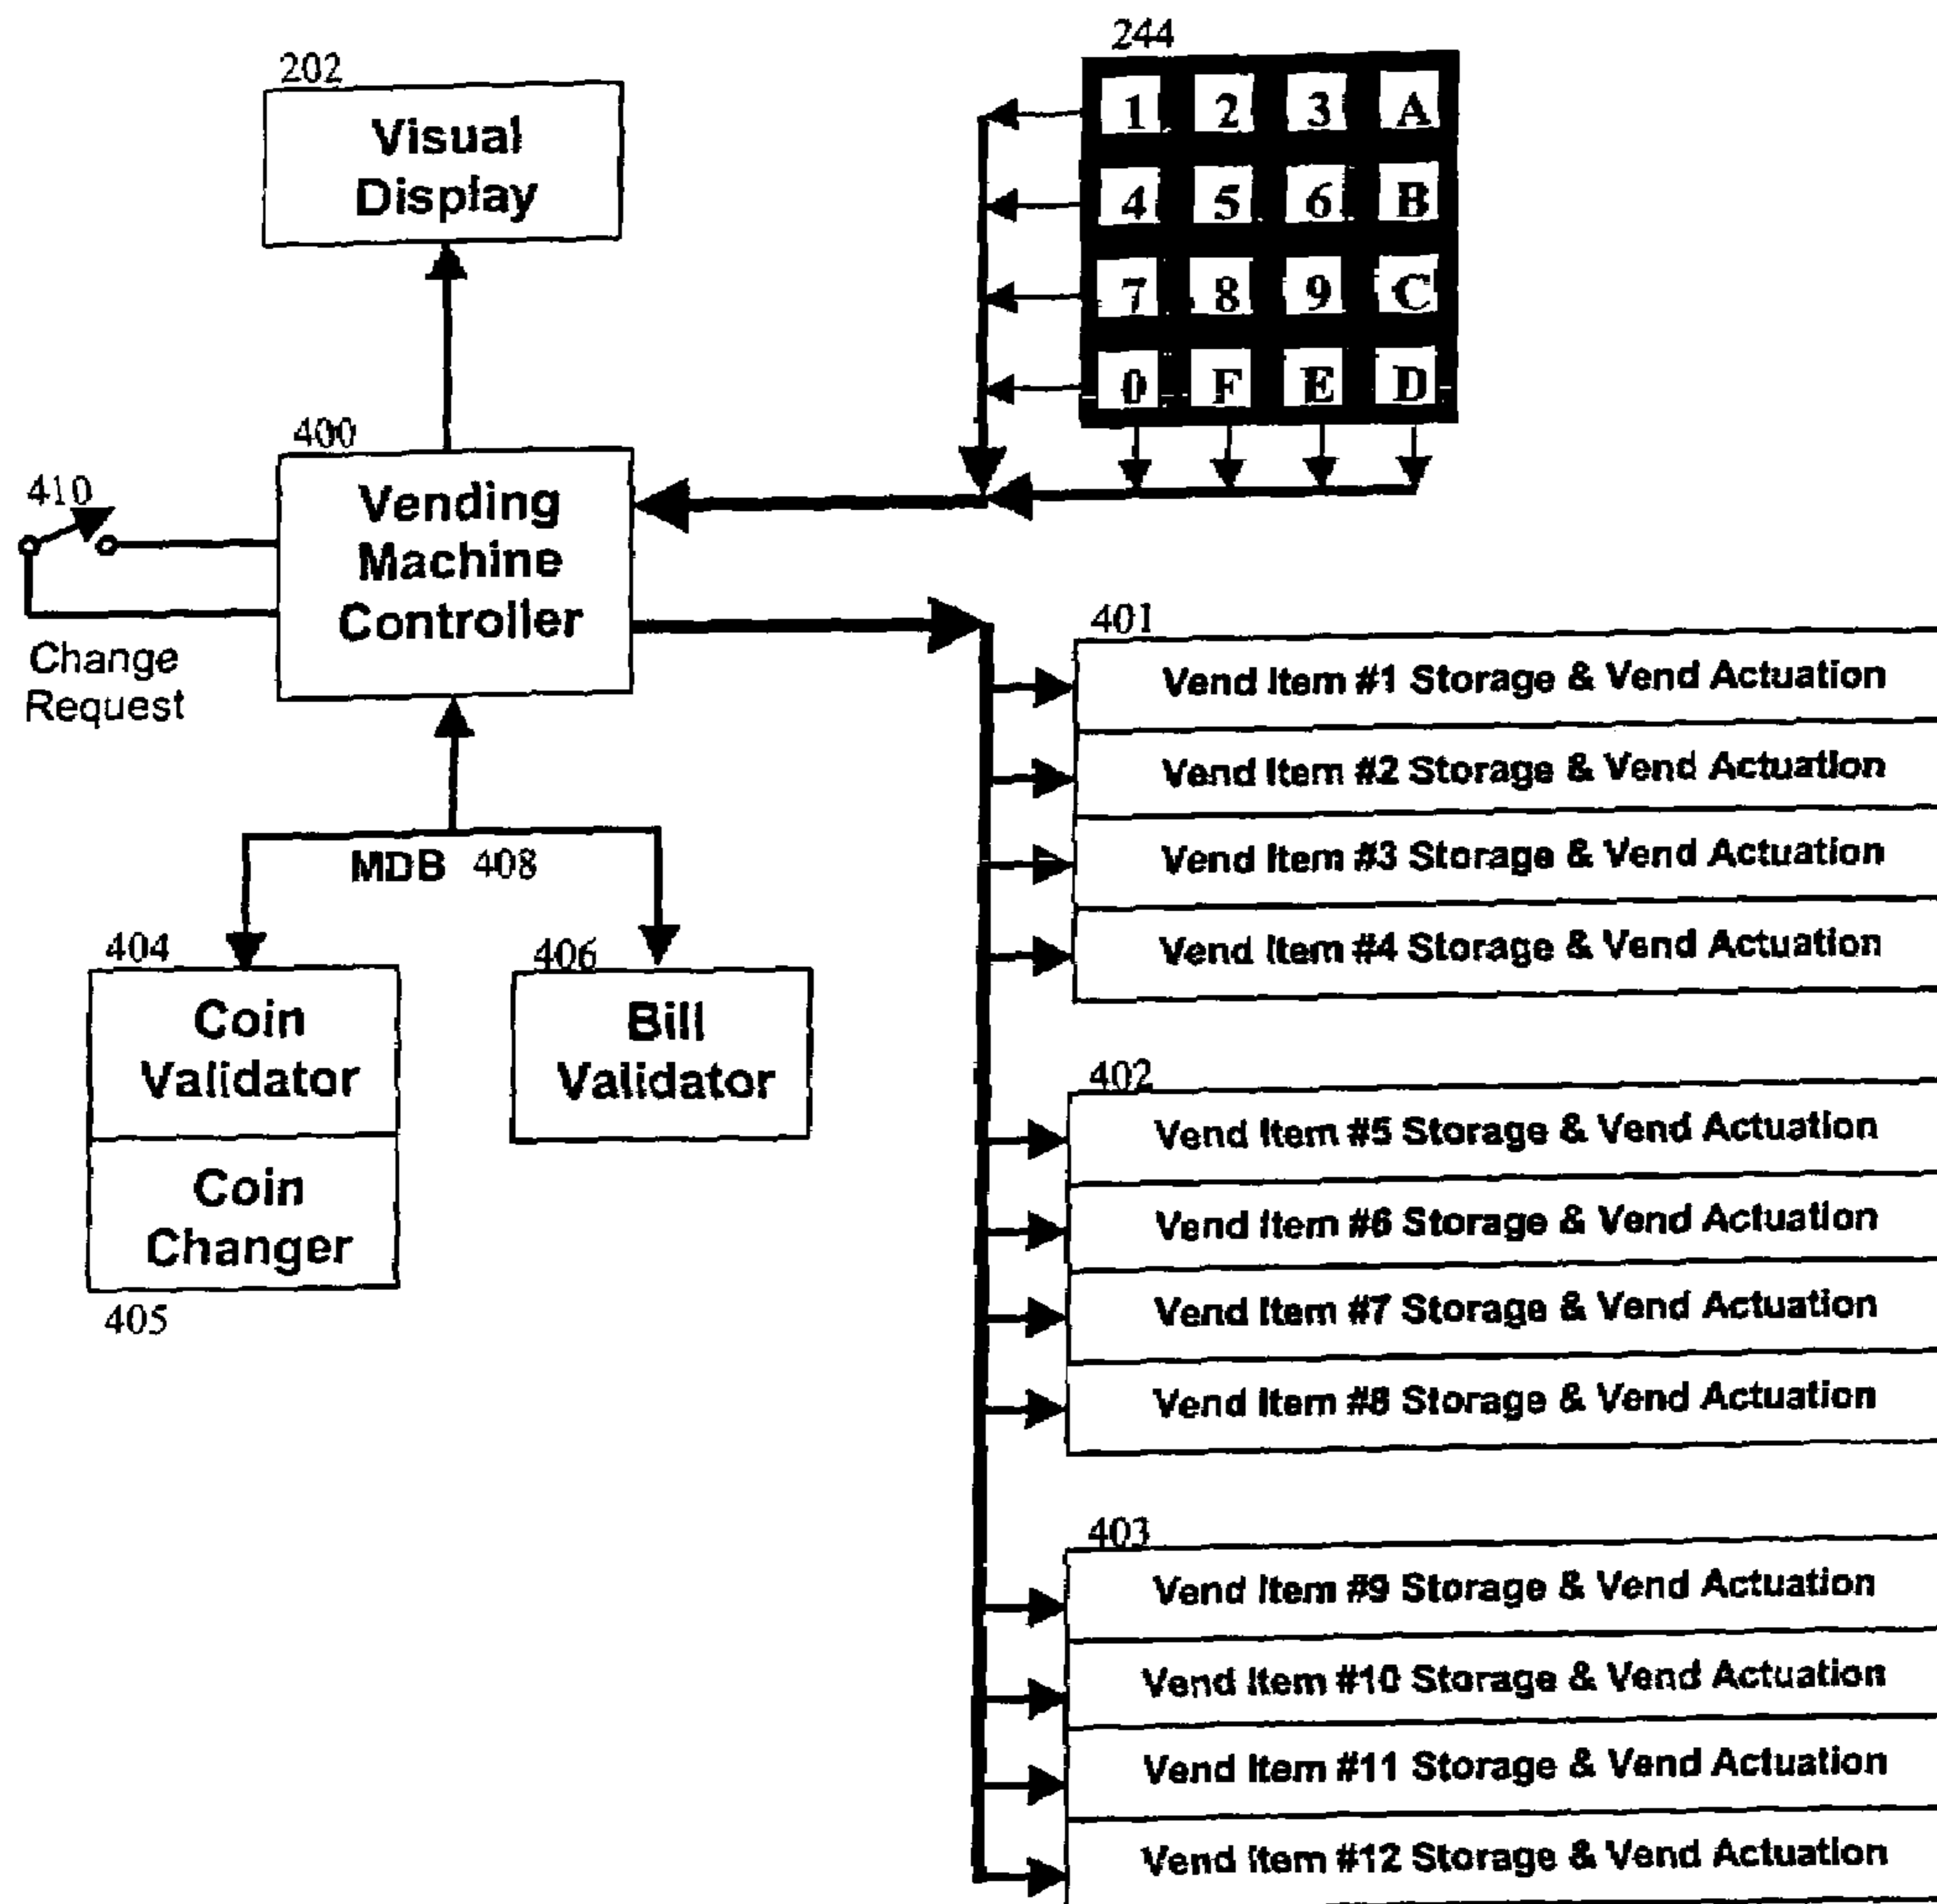 244
202
Visual
Display
1 2 3 A
4 5 6 B
7 8 9 C
0 F E D
400
Vending
Machine
Controller
410
Change
Request
MDB 408
404
Coin
Validator
Coin
Changer
405
406
Bill
Validator
401
Vend Item #1 Storage & Vend Actuation
Vend Item #2 Storage & Vend Actuation
Vend Item #3 Storage & Vend Actuation
Vend Item #4 Storage & Vend Actuation
402
Vend Item #5 Storage & Vend Actuation
Vend Item #6 Storage & Vend Actuation
Vend Item #7 Storage & Vend Actuation
Vend Item #8 Storage & Vend Actuation
403
Vend Item #9 Storage & Vend Actuation
Vend Item #10 Storage & Vend Actuation
Vend Item #11 Storage & Vend Actuation
Vend Item #12 Storage & Vend Actuation